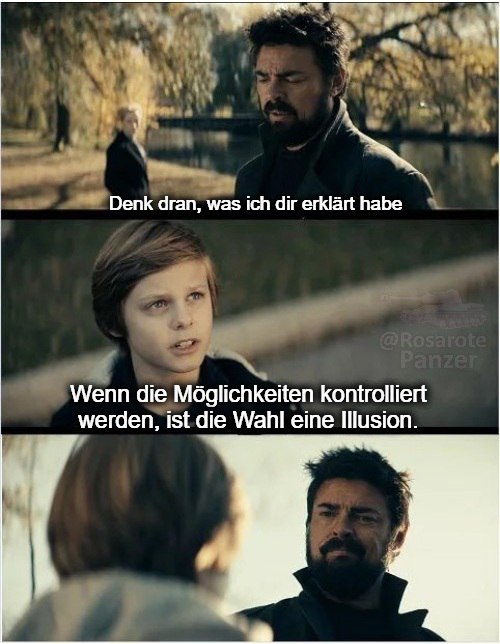 Denk dran, was ich dir erklärt habe
@Rosarote
Panzer
Wenn die Möglichkeiten kontrolliert
werden, ist die Wahl eine Illusion.